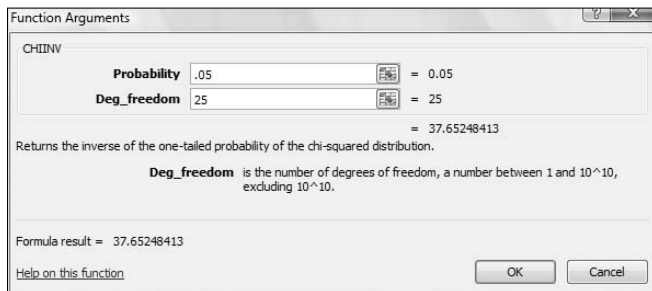 Function Arguments
CHIINV
Probability .05 = 0.05
Deg_freedom 25 = 25
= 37.65248413
Returns the inverse of the one-tailed probability of the chi-squared distribution.
Deg_freedom is the number of degrees of freedom, a number between 1 and 10^10,
excluding 10^10.
Formula result = 37.65248413
Help on this function OK Cancel